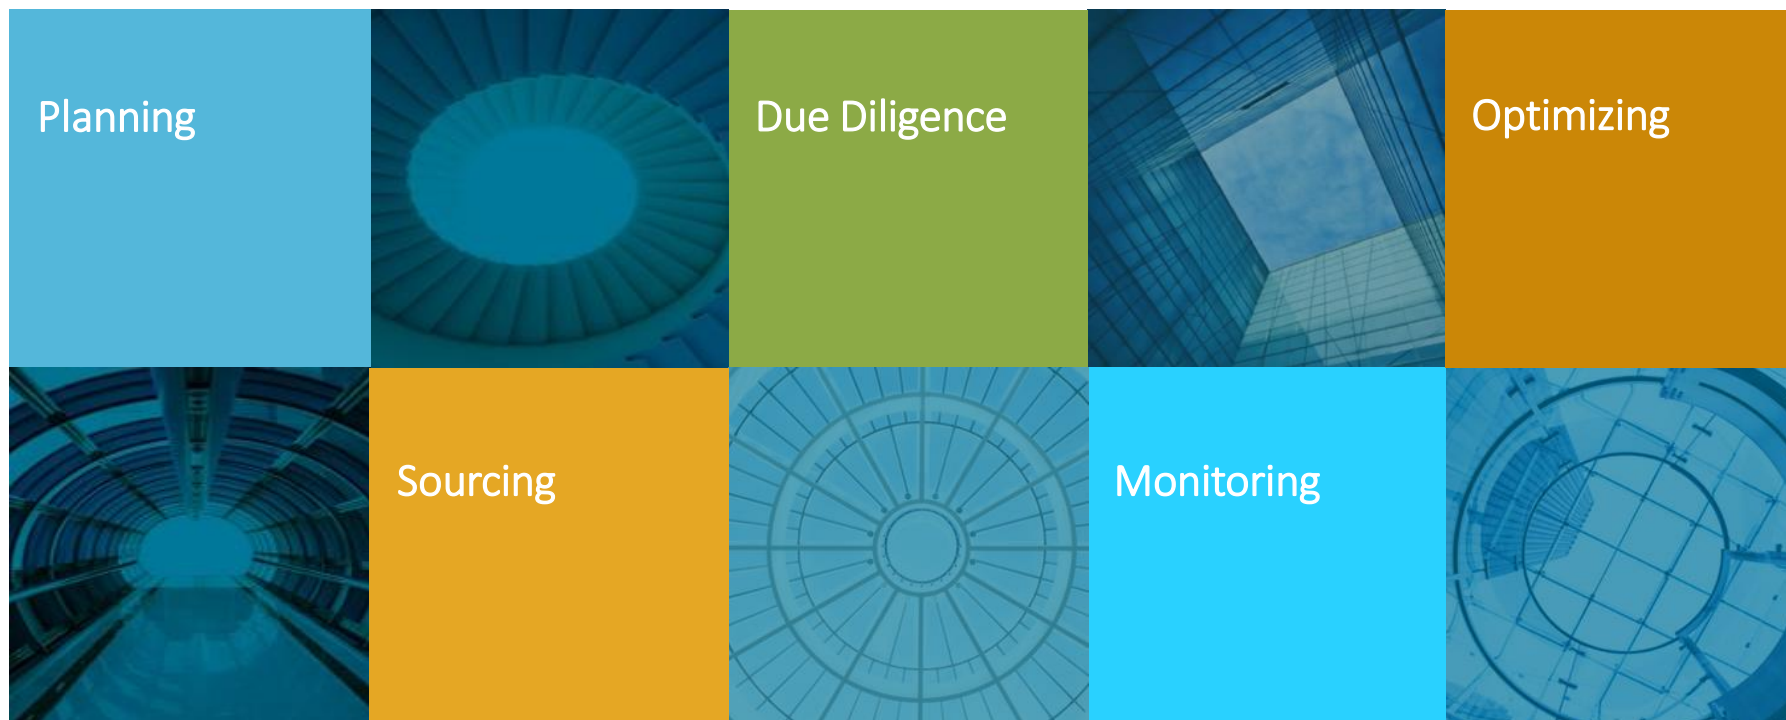 Planning
Due Diligence
Optimizing
Sourcing
Monitoring